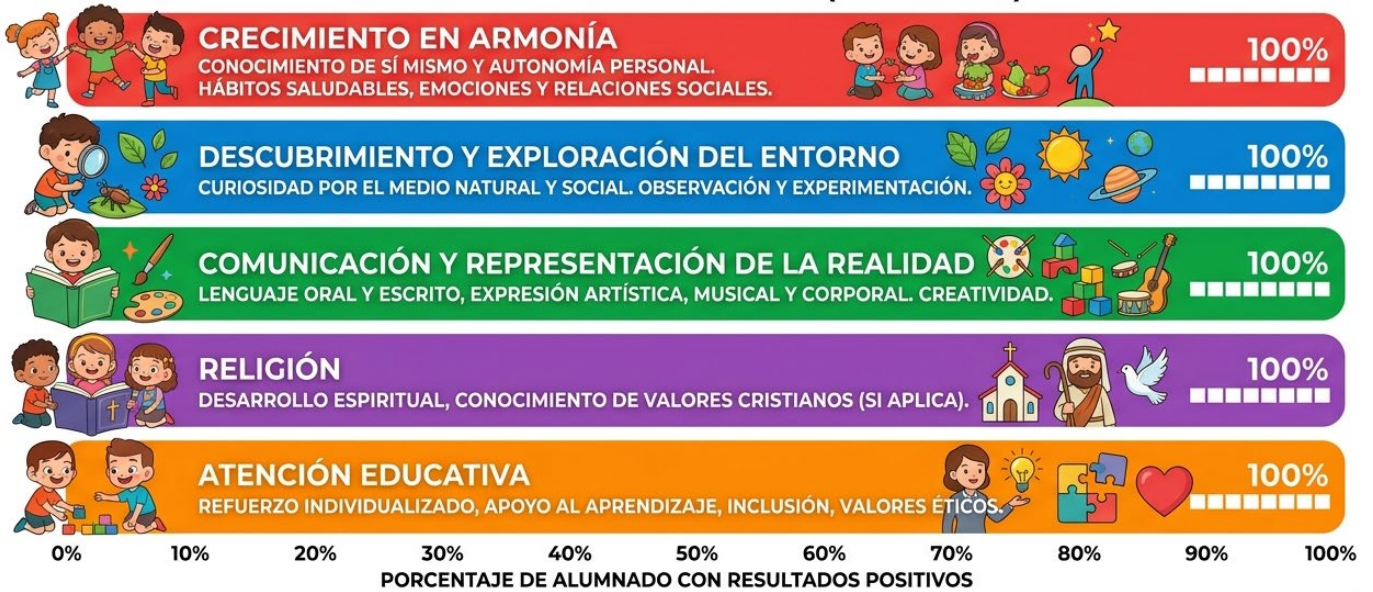 CRECIMIENTO EN ARMONÍA
CONOCIMIENTO DE SÍ MISMO Y AUTONOMÍA PERSONAL.
HÁBITOS SALUDABLES, EMOCIONES Y RELACIONES SOCIALES.
100%
DESCUBRIMIENTO Y EXPLORACIÓN DEL ENTORNO
CURIOSIDAD POR EL MEDIO NATURAL Y SOCIAL. OBSERVACIÓN Y EXPERIMENTACIÓN.
100%
COMUNICACIÓN Y REPRESENTACIÓN DE LA REALIDAD
LENGUAJE ORAL Y ESCRITO, EXPRESIÓN ARTÍSTICA, MUSICAL Y CORPORAL. CREATIVIDAD.
100%
RELIGIÓN
DESARROLLO ESPIRITUAL, CONOCIMIENTO DE VALORES CRISTIANOS (SI APLICA).
100%
ATENCIÓN EDUCATIVA
REFUERZO INDIVIDUALIZADO, APOYO AL APRENDIZAJE, INCLUSIÓN, VALORES ÉTICOS.
100%
0% 10% 20% 30% 40% 50% 60% 70% 80% 90% 100%
PORCENTAJE DE ALUMNADO CON RESULTADOS POSITIVOS